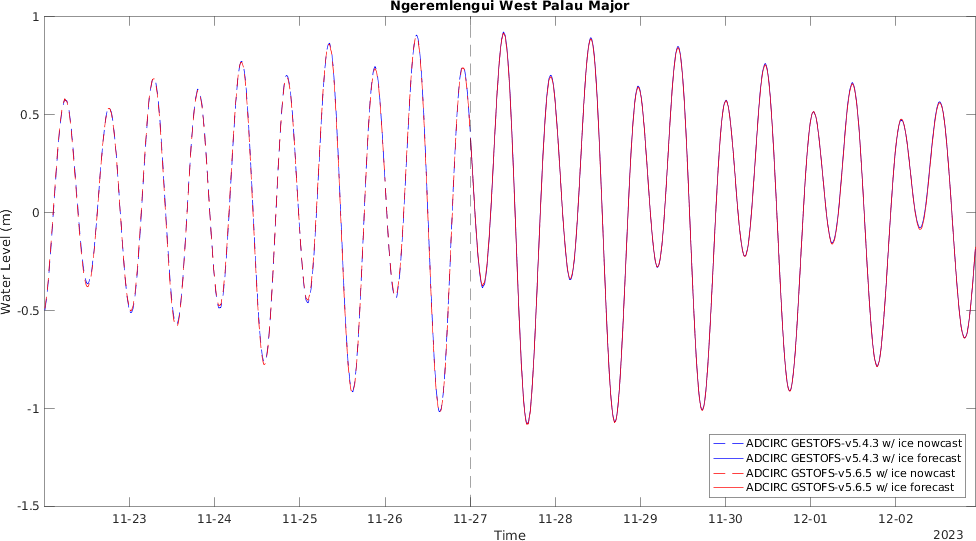 Ngeremlengui West Palau Major
1
0.5
0
-0.5
-1
-1.5
Water Level (m)
11-23
11-24
11-25
11-26
11-27
11-28
11-29
11-30
12-01
12-02
Time
2023
ADCIRC GESTOFS-v5.4.3 w/ ice nowcast
ADCIRC GESTOFS-v5.4.3 w/ ice forecast
ADCIRC GSTOFS-v5.6.5 w/ ice nowcast
ADCIRC GSTOFS-v5.6.5 w/ ice forecast